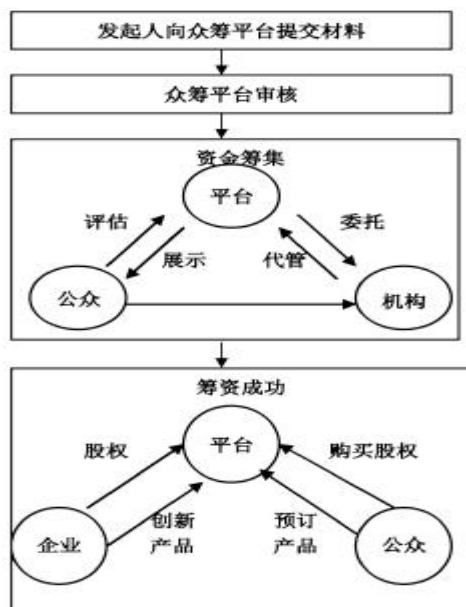 发起人向众筹平台提交材料
众筹平台审核
资金筹集
平台
评估
委托
展示
代管
公众
机构
筹资成功
平台
股权
购买股权
创新
产品
预订
产品
企业
公众